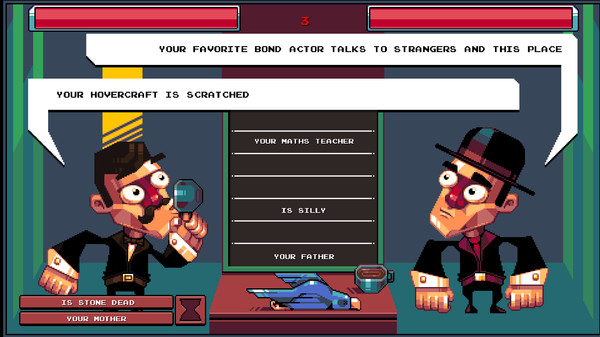 3
YOUR FAVORITE BOND ACTOR TALKS TO STRANGERS AND THIS PLACE
YOUR HOVERCRAFT IS SCRATCHED
YOUR MATHS TEACHER
IS SILLY
YOUR FATHER
IS STONE DEAD
YOUR MOTHER